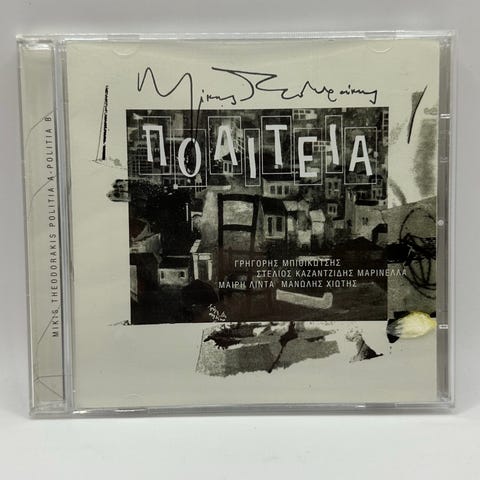 Μίκης Θεοδωράκης
ΠΟΛΙΤΕΙΑ
ΓΡΗΓΟΡΗΣ ΜΠΙΘΙΚΩΤΣΗΣ
ΣΤΕΛΙΟΣ ΚΑΖΑΝΤΖΙΔΗΣ ΜΑΡΙΝΕΛΛΑ
ΜΑΙΡΗ ΛΙΝΤΑ ΜΑΝΩΛΗΣ ΧΙΩΤΗΣ
MIKIS THEODORAKIS POLITIA A - POLITIA B